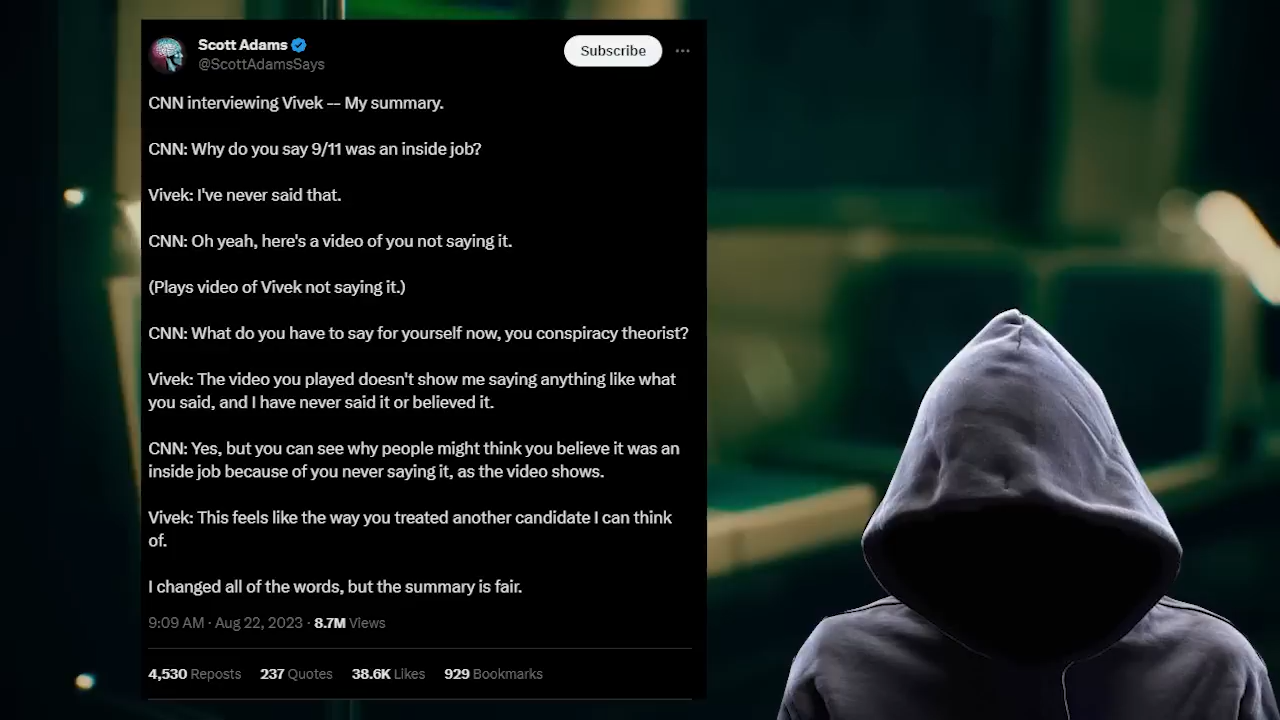 Scott Adams
Subscribe
@ScottAdamsSays
CNN interviewing Vivek -- My summary.
CNN: Why do you say 9/11 was an inside job?
Vivek: I've never said that.
CNN: Oh yeah, here's a video of you not saying it.
(Plays video of Vivek not saying it.)
CNN: What do you have to say for yourself now, you conspiracy theorist?
Vivek: The video you played doesn't show me saying anything like what
you said, and I have never said it or believed it.
CNN: Yes, but you can see why people might think you believe it was an
inside job because of you never saying it, as the video shows.
Vivek: This feels like the way you treated another candidate I can think
of.
I changed all of the words, but the summary is fair.
9:09 AM · Aug 22, 2023 · 8.7M Views
4,530 Reposts 237 Quotes 38.6K Likes 929 Bookmarks